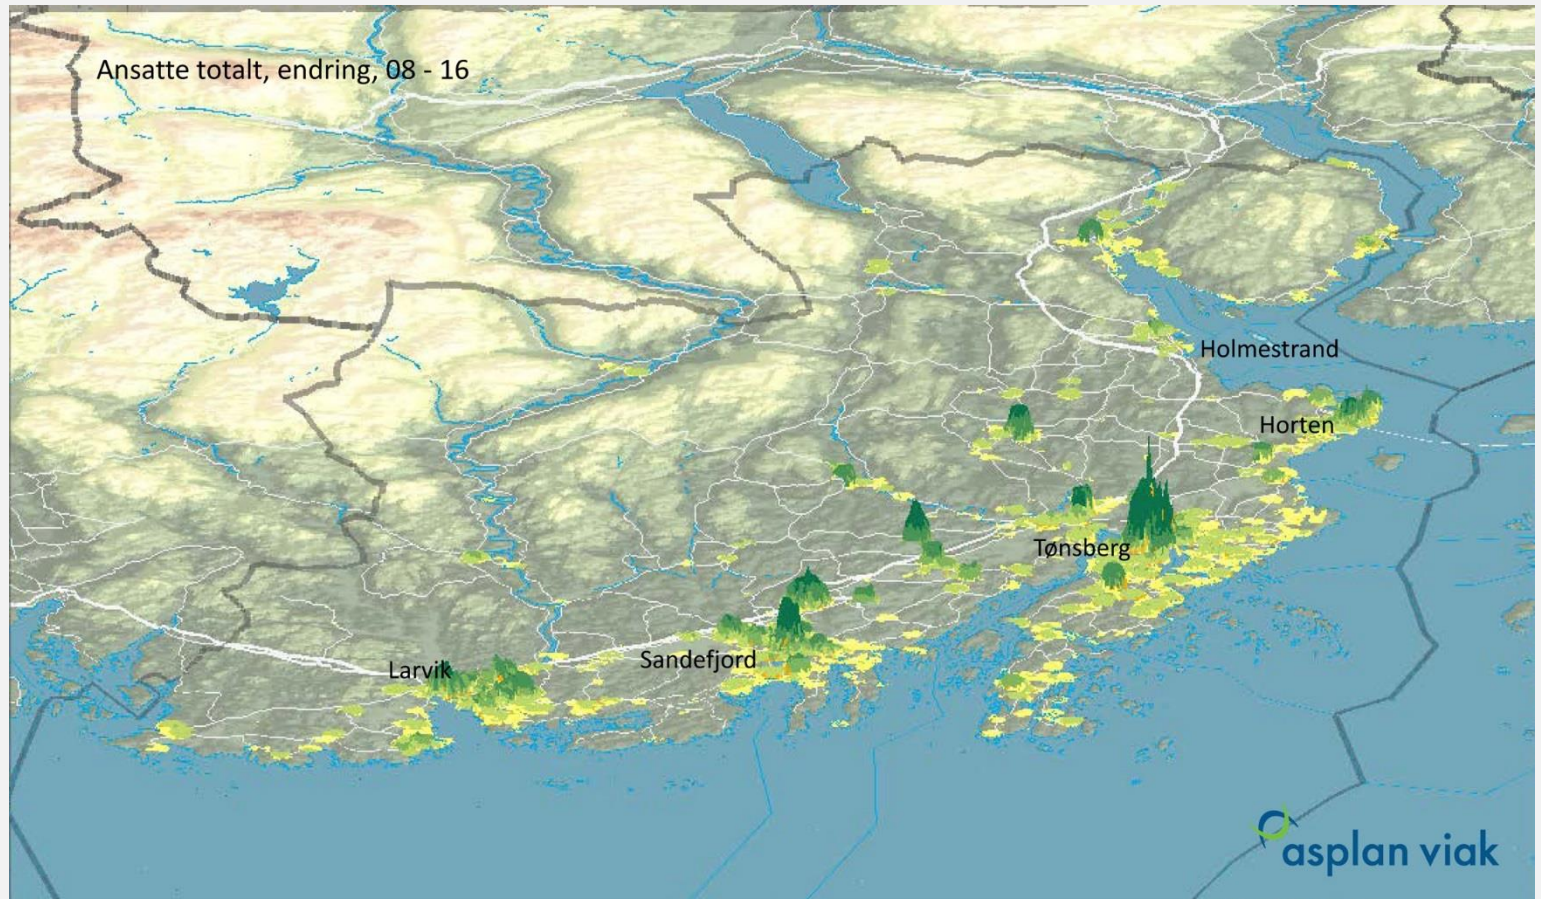 Ansatte totalt, endring, 08 - 16
Holmestrand
Horten
Tønsberg
Sandefjord
Larvik
asplan viak